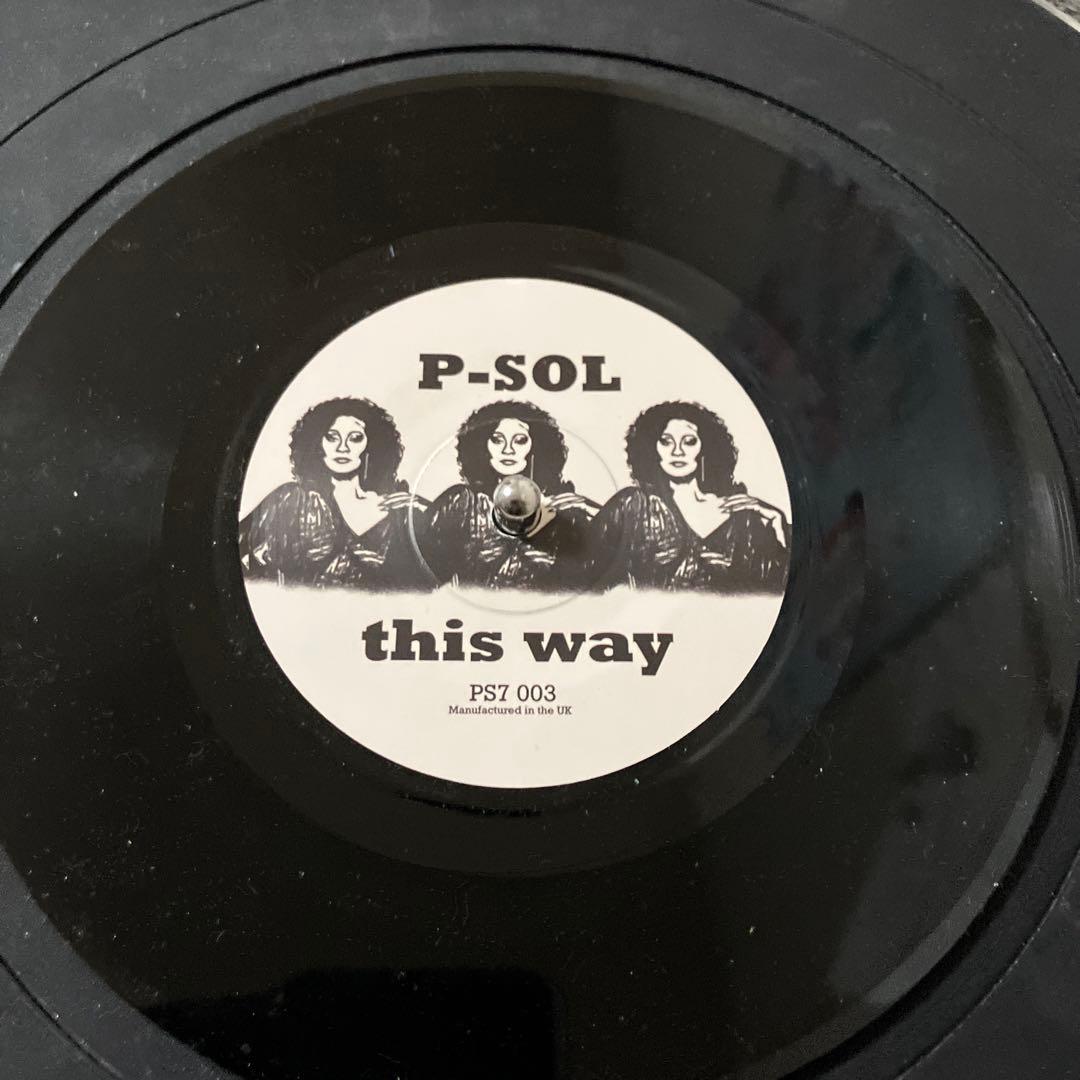 P-SOL
this way
PS7 003
Manufactured in the UK